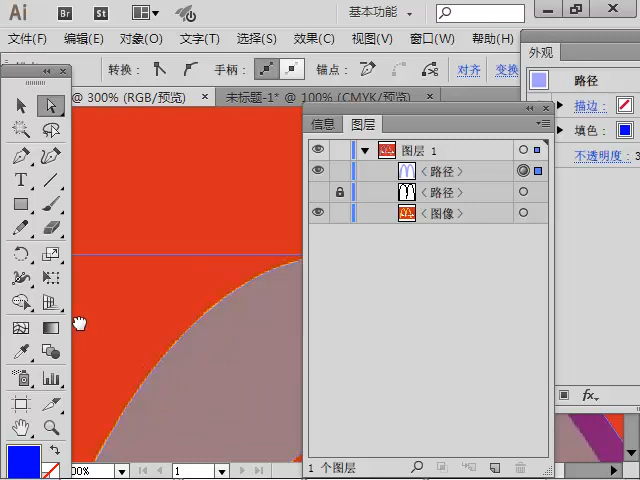 Ai Br St 基本功能
文件(F) 编辑(E) 对象(O) 文字(T) 选择(S) 效果(C) 视图(V) 窗口(W) 帮助(H)
转换： 手柄： 锚点： 对齐 变换
@ 300% (RGB/预览) × 未标题-1* @ 100% (CMYK/预览) ×
外观
路径
描边：
填色：
不透明度：
信息 图层
图层 1
〈路径〉
〈路径〉
〈图像〉
fx
00% 1
1 个图层